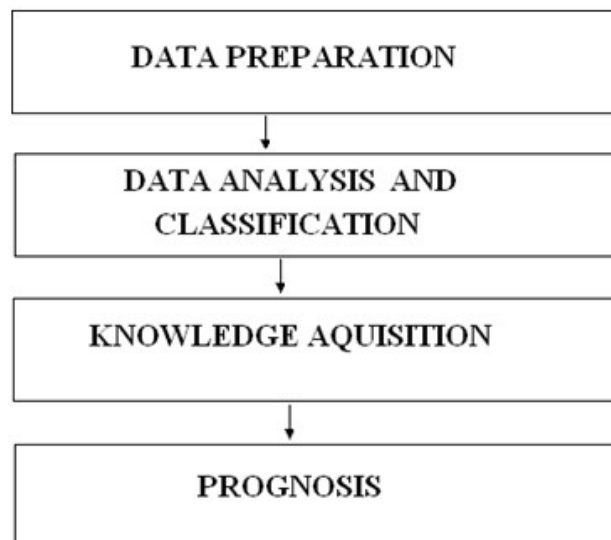 DATA PREPARATION
DATA ANALYSIS AND
CLASSIFICATION
KNOWLEDGE AQUISITION
PROGNOSIS